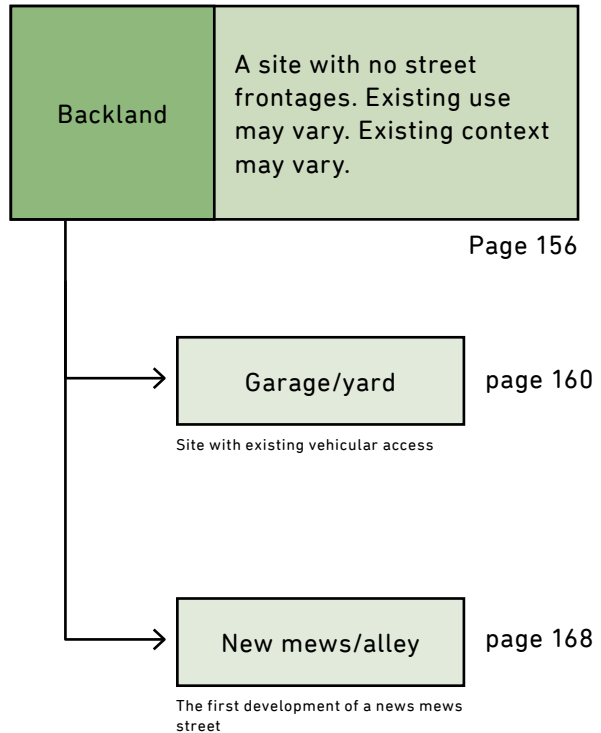 Backland
A site with no street
frontages. Existing use
may vary. Existing context
may vary.
Page 156
Garage/yard
page 160
Site with existing vehicular access
New mews/alley
page 168
The first development of a news mews
street